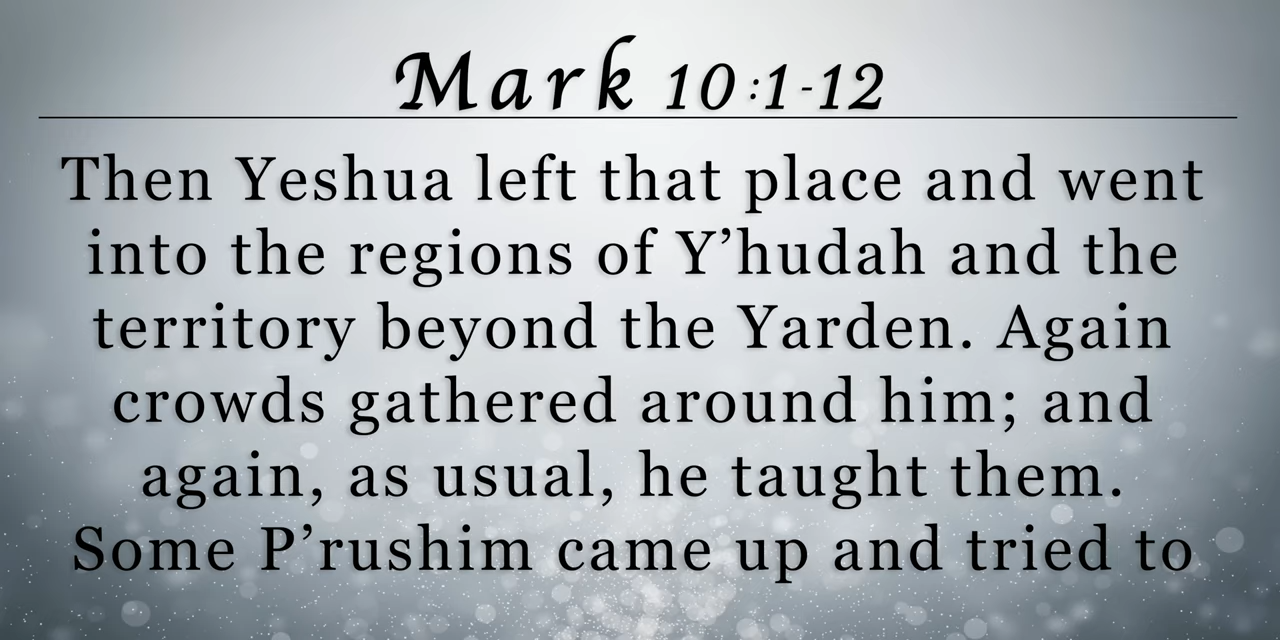 Mark 10:1-12
Then Yeshua left that place and went
into the regions of Y’hudah and the
territory beyond the Yarden. Again
crowds gathered around him; and
again, as usual, he taught them.
Some P’rushim came up and tried to